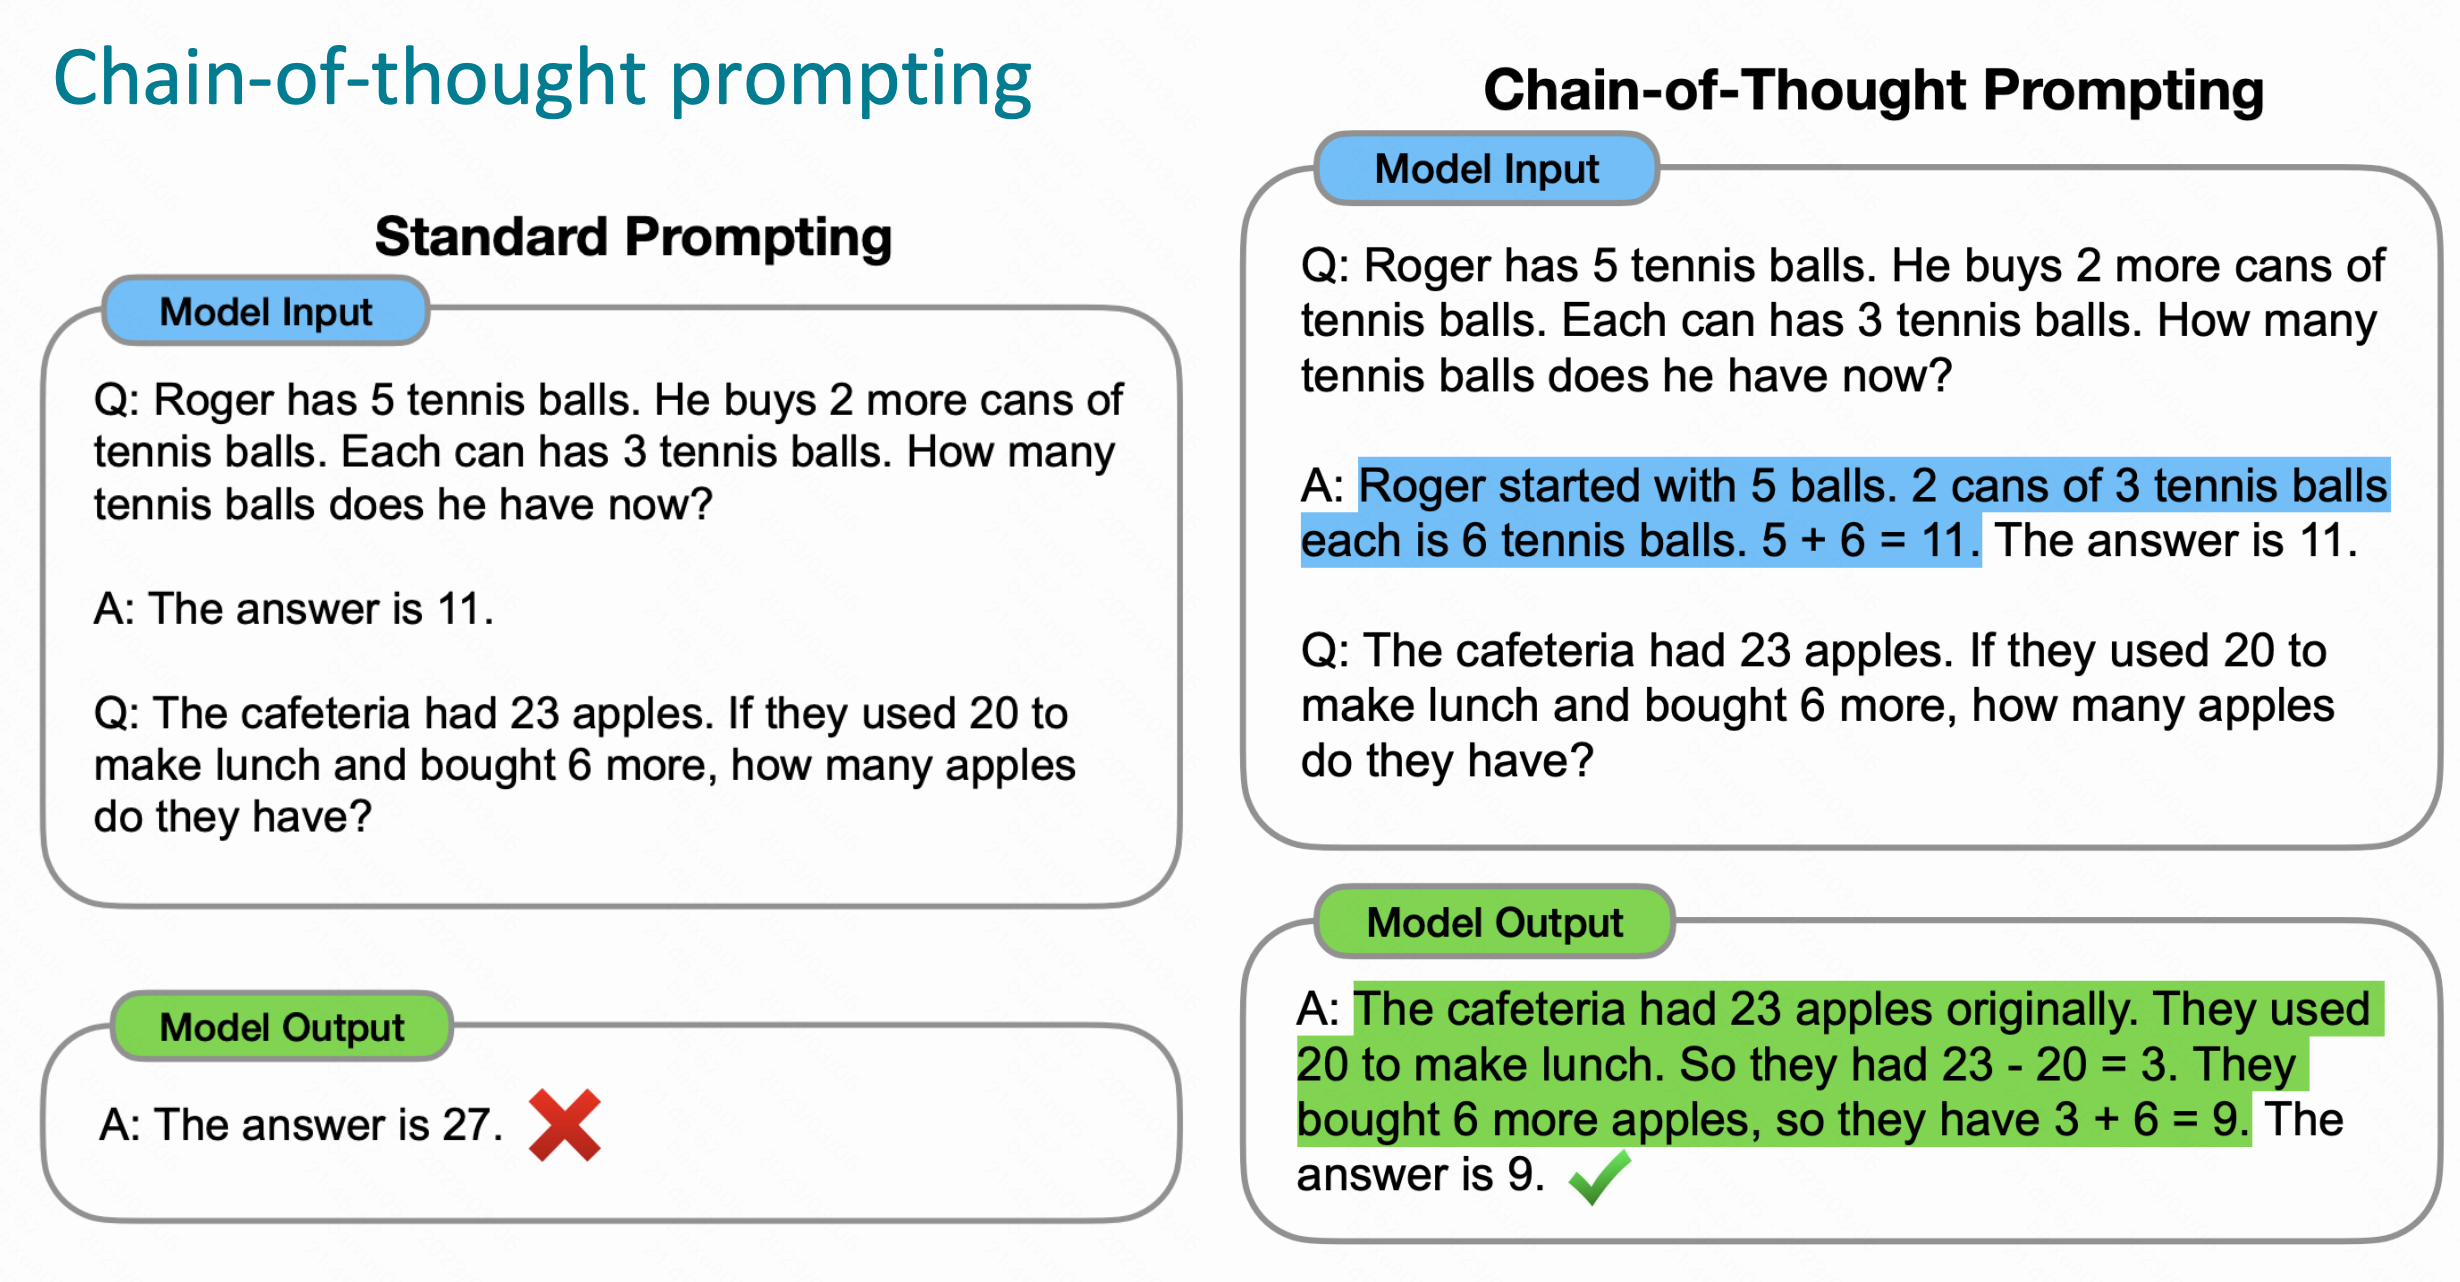 Chain-of-thought prompting
Standard Prompting
Model Input
Q: Roger has 5 tennis balls. He buys 2 more cans of
tennis balls. Each can has 3 tennis balls. How many
tennis balls does he have now?
A: The answer is 11.
Q: The cafeteria had 23 apples. If they used 20 to
make lunch and bought 6 more, how many apples
do they have?
Model Output
A: The answer is 27.
Chain-of-Thought Prompting
Model Input
Q: Roger has 5 tennis balls. He buys 2 more cans of
tennis balls. Each can has 3 tennis balls. How many
tennis balls does he have now?
A: Roger started with 5 balls. 2 cans of 3 tennis balls
each is 6 tennis balls. 5 + 6 = 11. The answer is 11.
Q: The cafeteria had 23 apples. If they used 20 to
make lunch and bought 6 more, how many apples
do they have?
Model Output
A: The cafeteria had 23 apples originally. They used
20 to make lunch. So they had 23 - 20 = 3. They
bought 6 more apples, so they have 3 + 6 = 9. The
answer is 9.